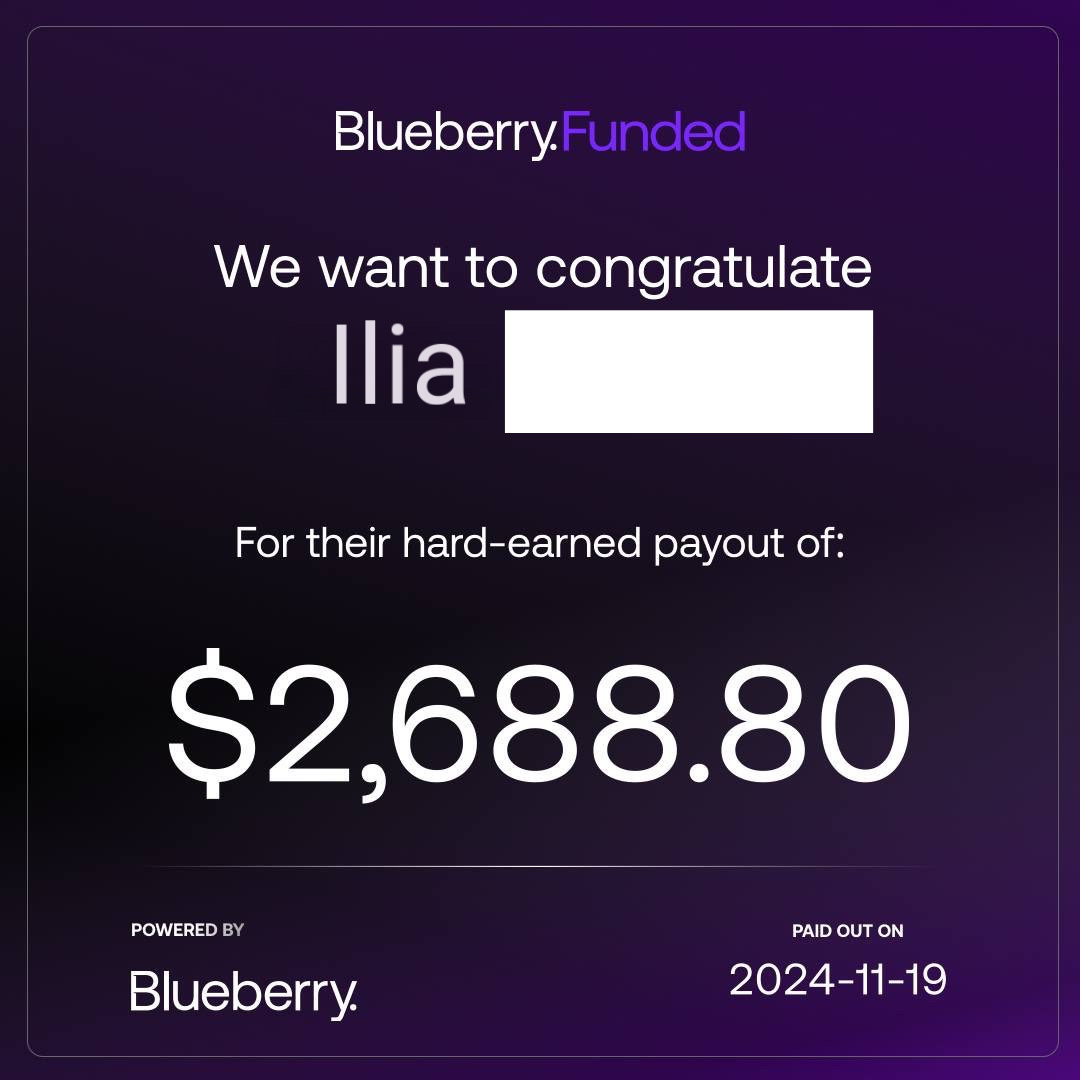 Blueberry.Funded
We want to congratulate
Ilia
For their hard-earned payout of:
$2,688.80
POWERED BY
Blueberry.
PAID OUT ON
2024-11-19